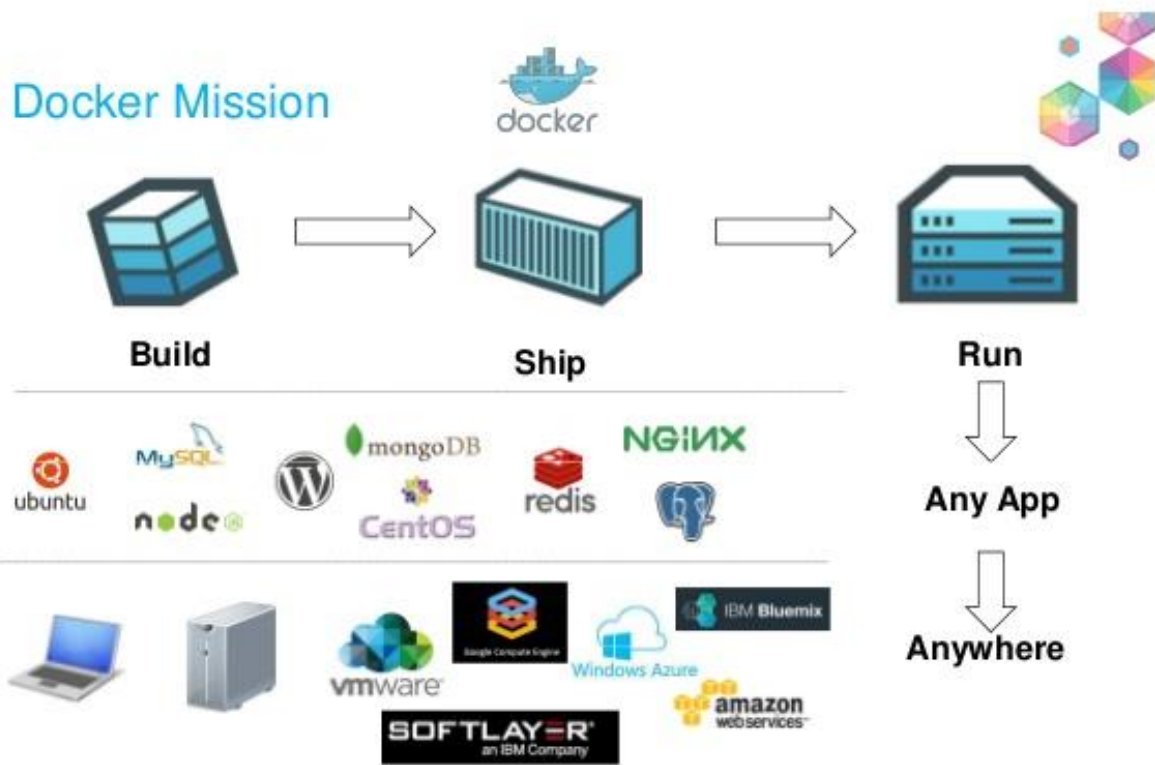 Docker Mission
docker
Build
Ship
Run
ubuntu
MySQL
node
mongoDB
CentOS
redis
NGiNX
Any App
Anywhere
vmware
Google Compute Engine
Windows Azure
IBM Bluemix
SOFTLAYER
an IBM Company
amazon
webservices